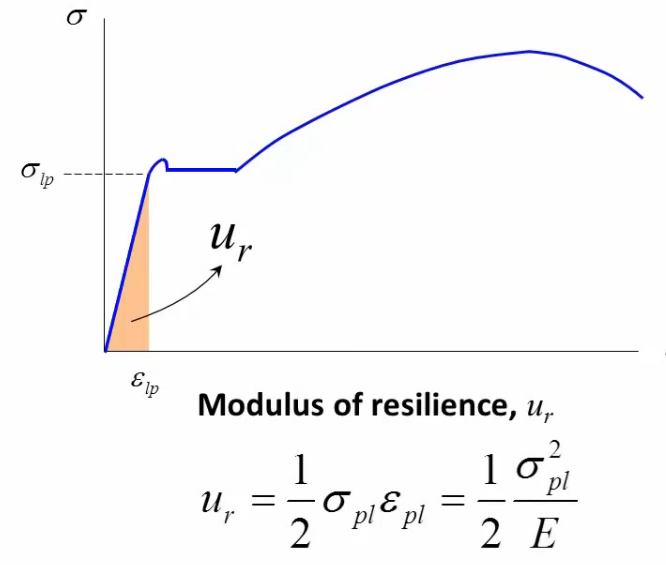 σ
σ_lp
u_r
ε_lp
Modulus of resilience, u_r
u_r = 1/2 σ_pl ε_pl = 1/2 σ_pl^2/E